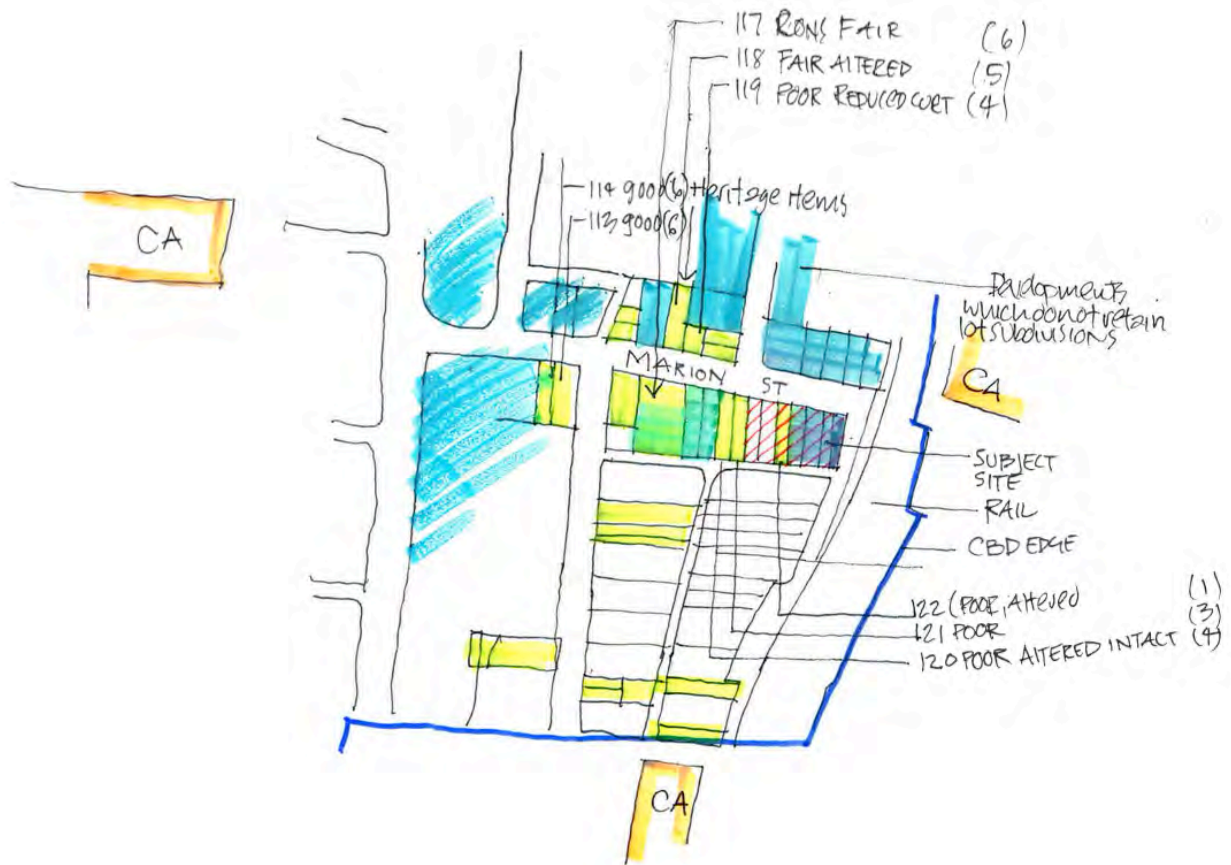 117 RONS FAIR (6)
118 FAIR ALTERED (5)
119 POOR REDUCED CURT (4)
114 good(6) Heritage Items
113 good(6)
CA
Developments
which do not retain
lot subdivisions
MARION ST
CA
SUBJECT
SITE
RAIL
CBD EDGE
122 (POOR, Altered (1)
121 POOR (3)
120 POOR ALTERED INTACT (4)
CA